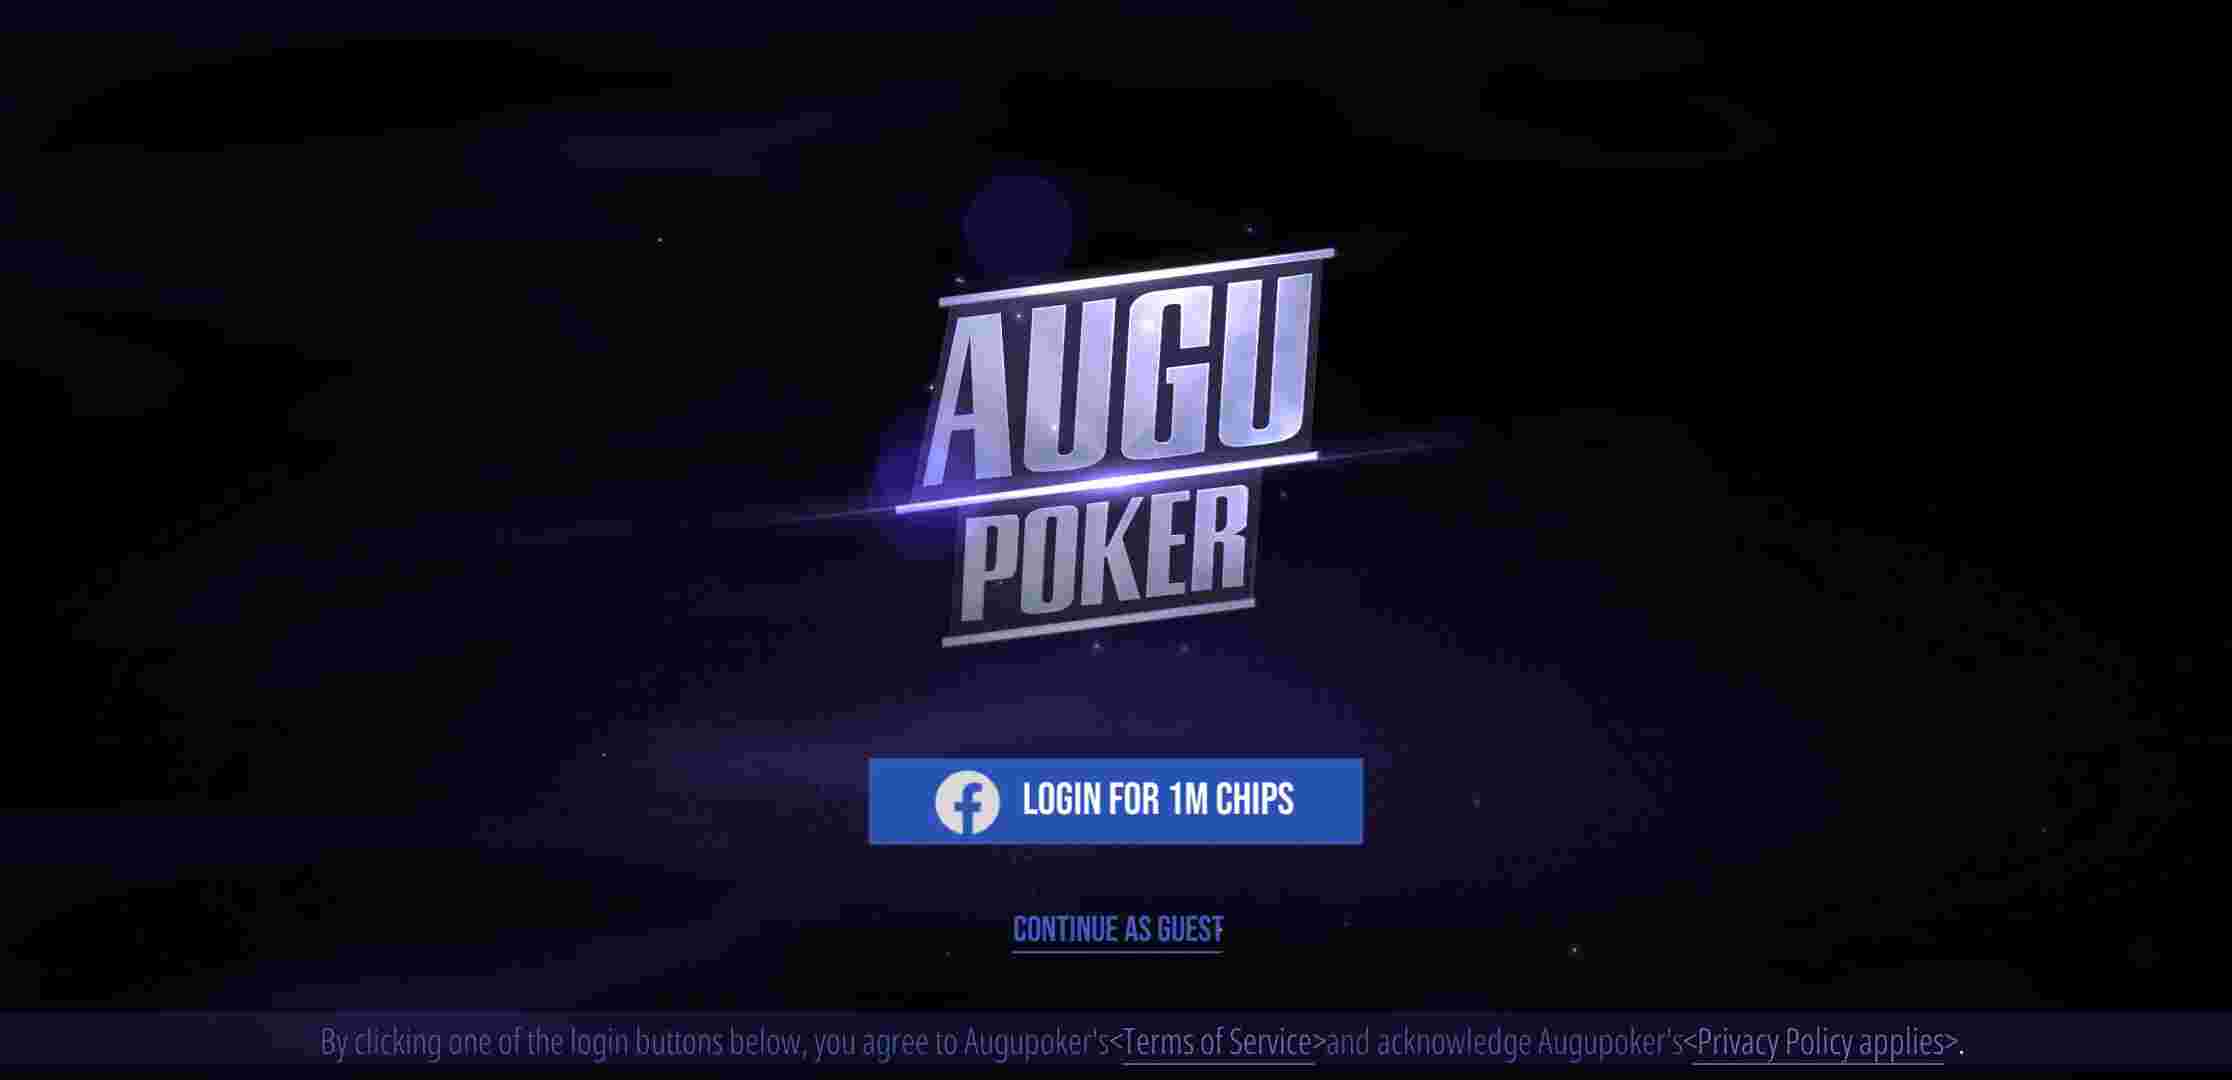 AUGU
POKER
LOGIN FOR 1M CHIPS
CONTINUE AS GUEST
By clicking one of the login buttons below, you agree to Augupoker's<Terms of Service>and acknowledge Augupoker's<Privacy Policy applies>.